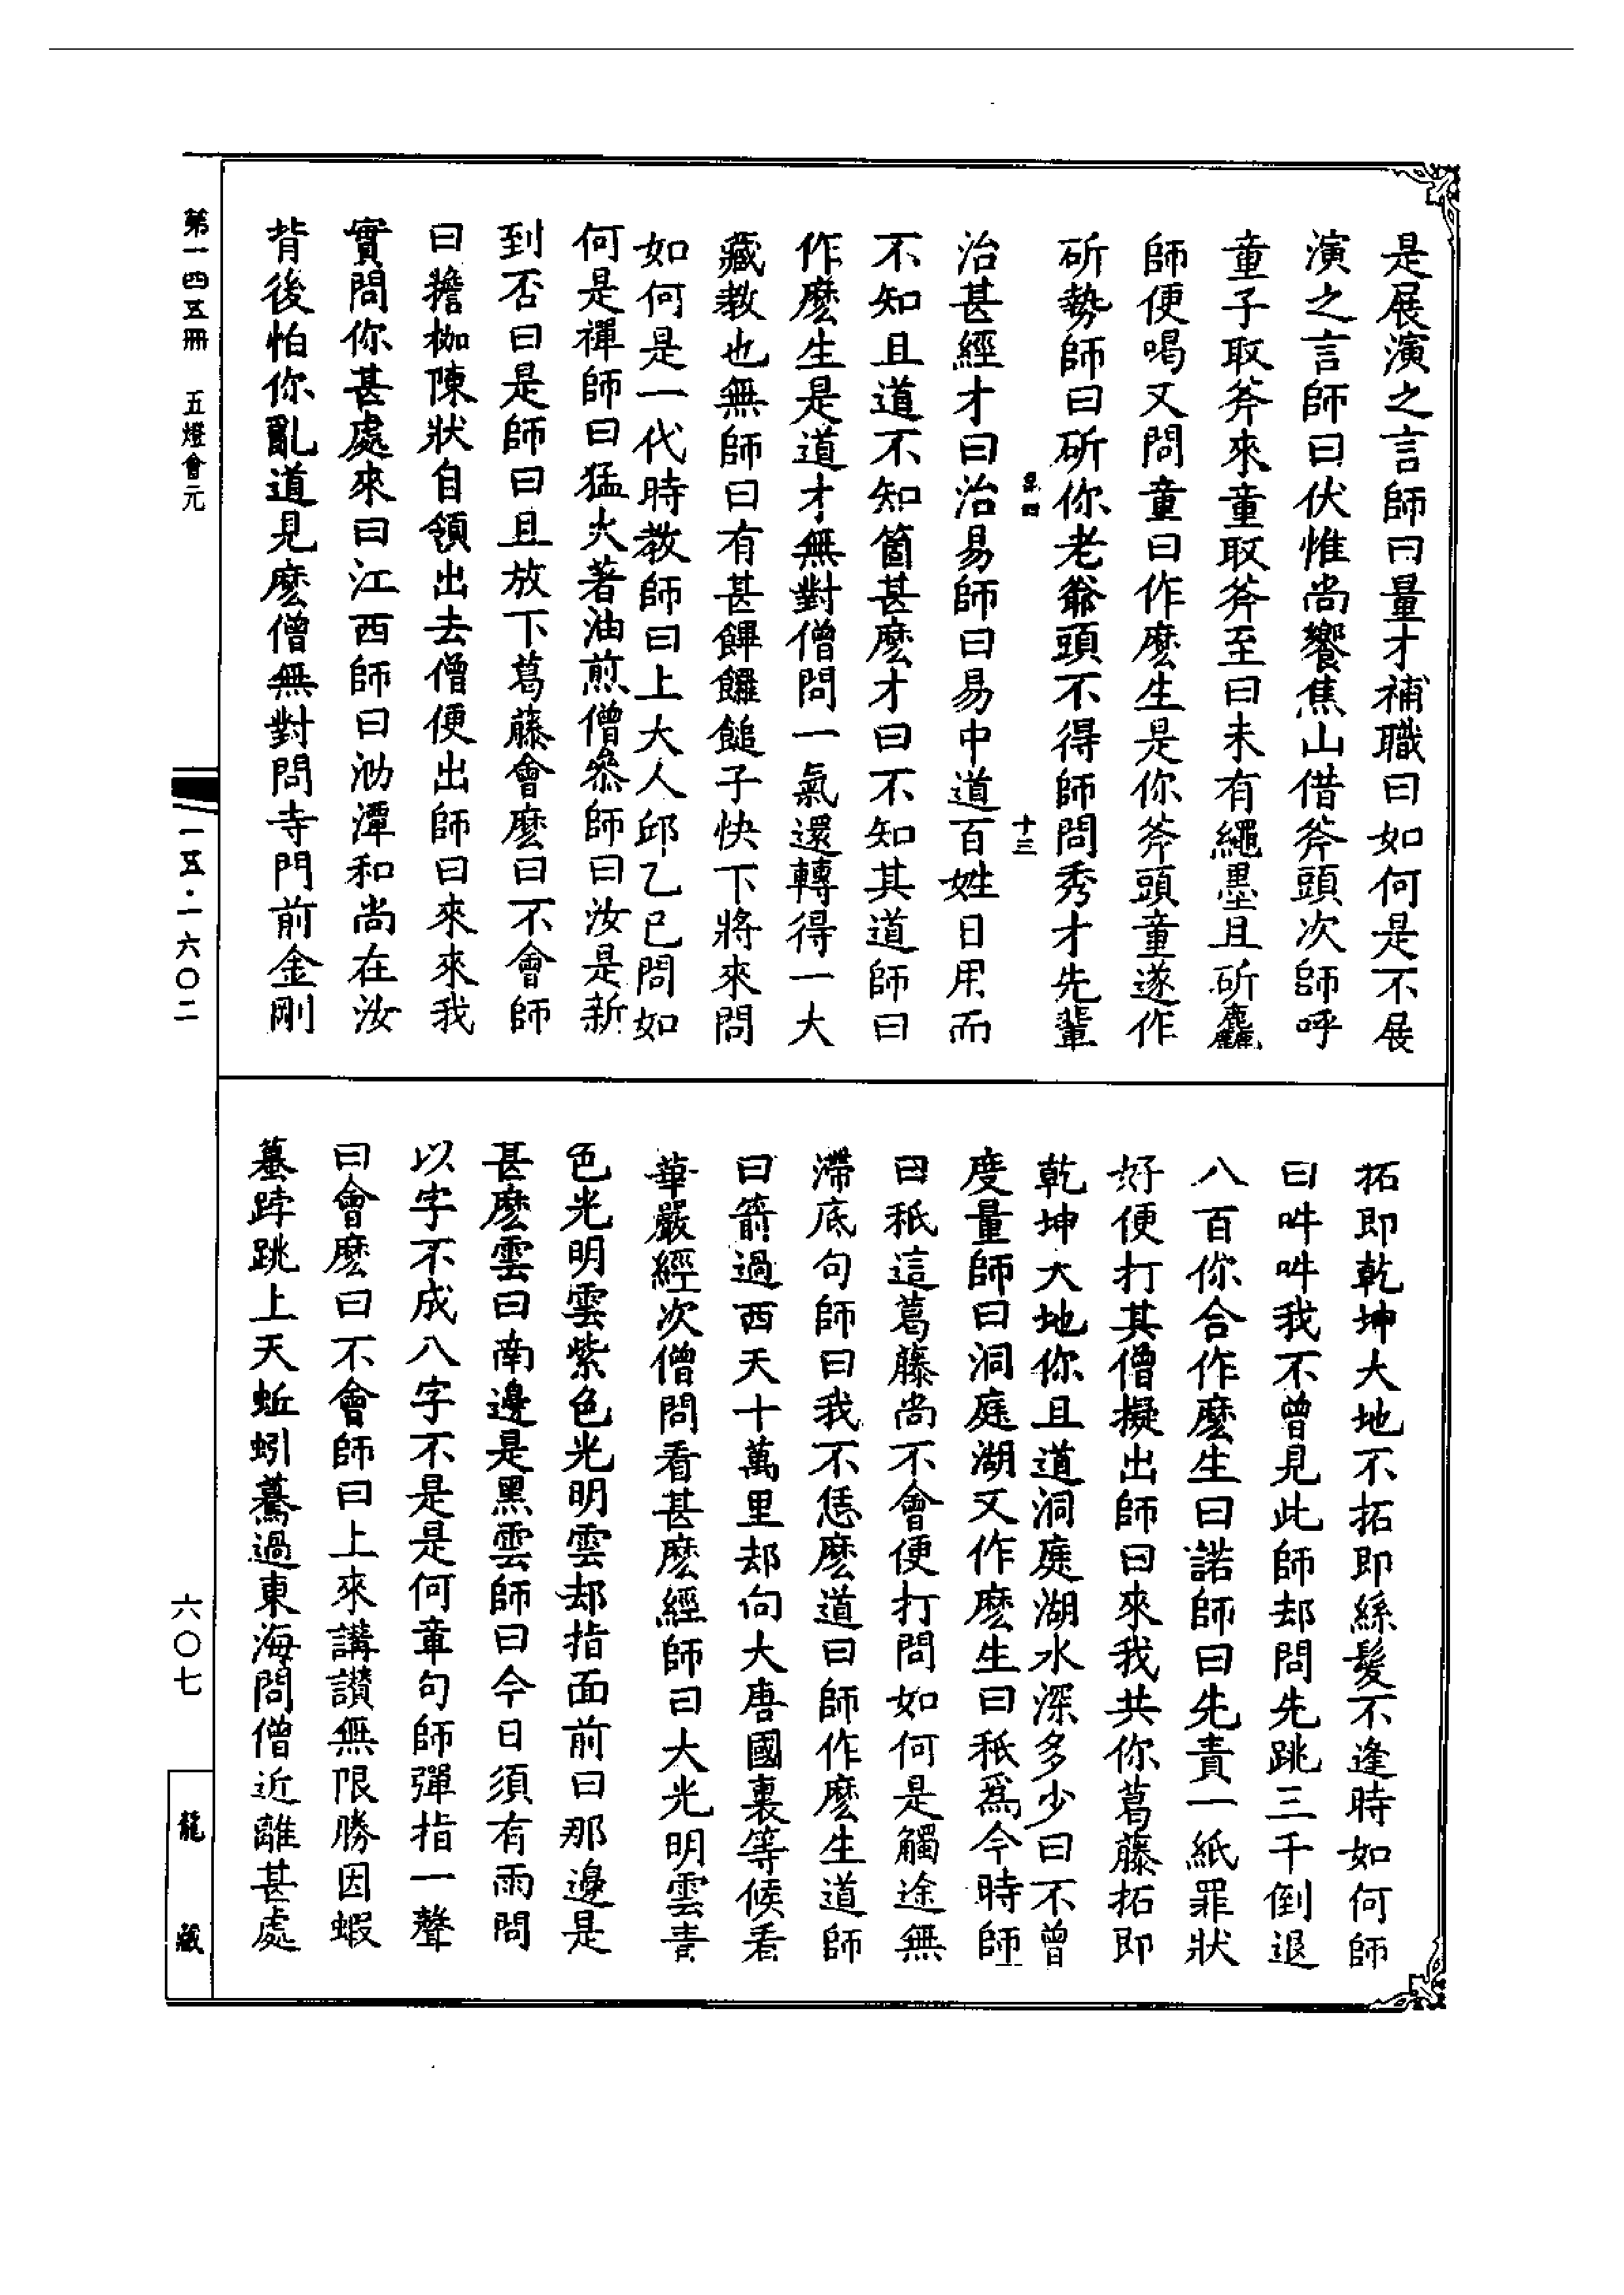 是展演之言師曰量才補職曰如何是不展
演之言師曰伏惟尚饗焦山借斧頭次師呼
童子取斧來童取斧至曰未有繩墨且斫麤
師便喝又問童曰作麽生是你斧頭童遂作
斫勢師曰斫你老爺頭不得師問秀才先輩
十三
治甚經才曰治易師曰易中道百姓日用而
不知且道不知箇甚麽才曰不知其道師曰
作麽生是道才無對僧問一氣還轉得一大
藏教也無師曰有甚饆饠鎚子快下將來問
如何是一代時教師曰上大人邱乙已問如
何是禪師曰猛火著油煎僧參師曰汝是新
到否曰是師曰且放下葛藤會麽曰不會師
曰擔枷陳狀自領出去僧便出師曰來來我
實問你甚處來曰江西師曰泐潭和尚在汝
背後怕你亂道見麽僧無對問寺門前金剛
拓即乾坤大地不拓即絲髮不逢時如何師
曰吽吽我不曾見此師却問先跳三千倒退
八百你合作麽生曰諾師曰先責一紙罪狀
好便打其僧擬出師曰來我共你葛藤拓即
乾坤大地你且道洞庭湖水深多少曰不曾
度量師曰洞庭湖又作麽生曰秖爲今時師
曰秖這葛藤尚不會便打問如何是觸途無
滯底句師曰我不恁麽道曰師作麽生道師
曰箭過西天十萬里却向大唐國裏等候看
華嚴經次僧問看甚麽經師曰大光明雲青
色光明雲紫色光明雲却指面前曰那邊是
甚麽雲曰南邊是黑雲師曰今日須有雨問
以字不成八字不是是何章句師彈指一聲
曰會麽曰不會師曰上來講讃無限勝因蝦
蟇𨁝跳上天蚯蚓驀過東海問僧近離甚處
第一四五冊 五燈會元
一五·一六〇二
六〇七
龍藏